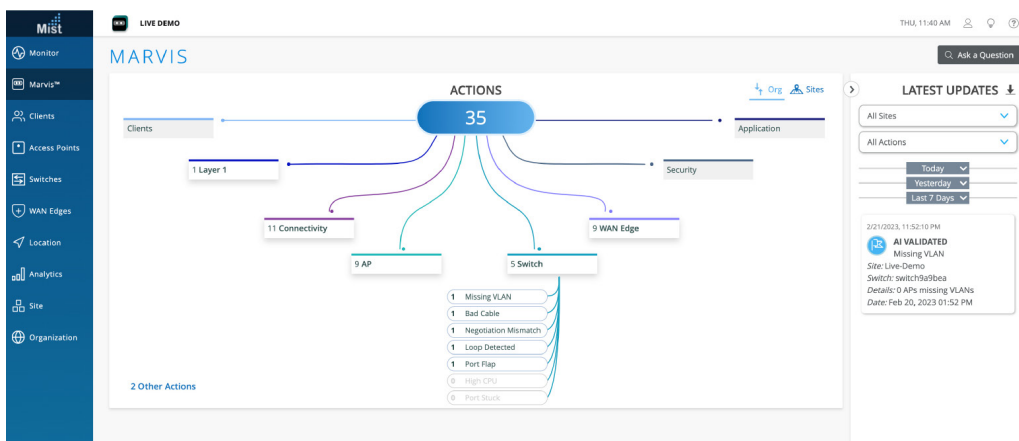 Mist
LIVE DEMO
THU, 11:40 AM
Monitor
Marvis™
Clients
Access Points
Switches
WAN Edges
Location
Analytics
Site
Organization
MARVIS
Ask a Question
ACTIONS
35
Org
Sites
Clients
Application
1 Layer 1
Security
11 Connectivity
9 WAN Edge
9 AP
5 Switch
1 Missing VLAN
1 Bad Cable
1 Negotiation Mismatch
1 Loop Detected
1 Port Flap
0 High CPU
0 Port Stuck
2 Other Actions
LATEST UPDATES
All Sites
All Actions
Today
Yesterday
Last 7 Days
2/21/2023, 11:52:10 PM
AI VALIDATED
Missing VLAN
Site: Live-Demo
Switch: switch9a9bea
Details: 0 APs missing VLANs
Date: Feb 20, 2023 01:52 PM